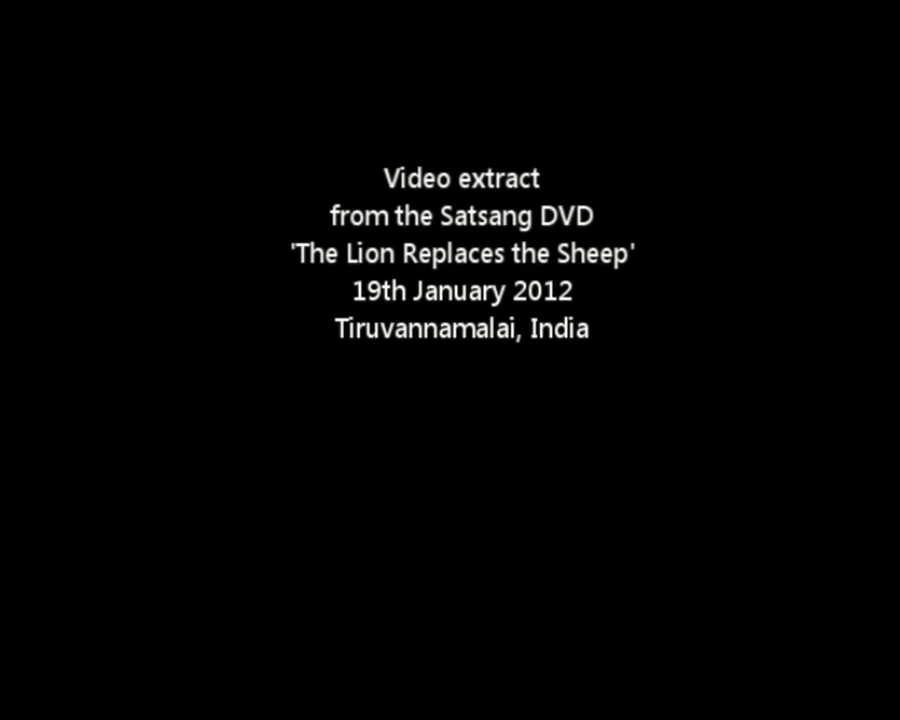 Video extract
from the Satsang DVD
'The Lion Replaces the Sheep'
19th January 2012
Tiruvannamalai, India